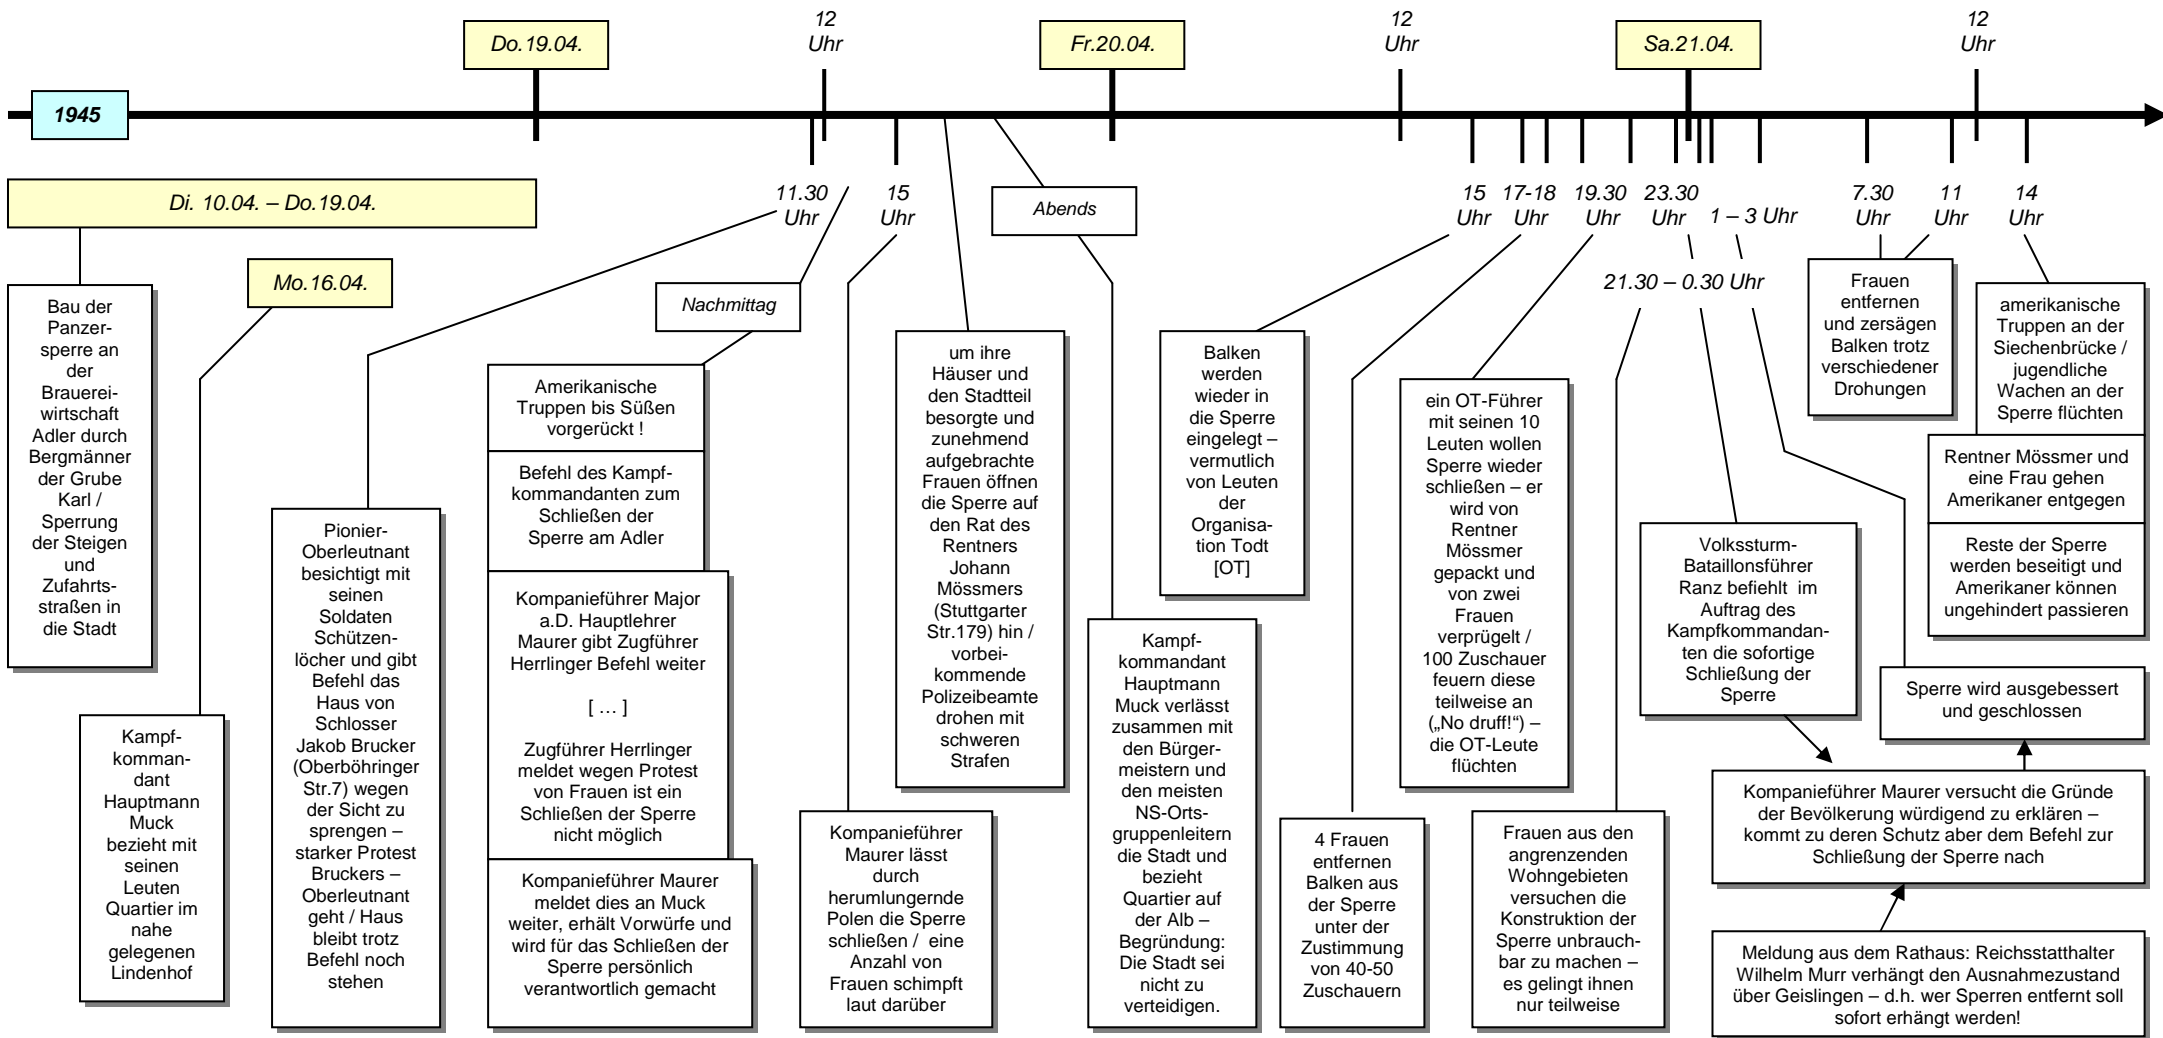 Do.19.04.
12
Uhr
Fr.20.04.
12
Uhr
Sa.21.04.
12
Uhr
1945
Di. 10.04. – Do.19.04.
11.30
Uhr
15
Uhr
Abends
15
Uhr
17-18
Uhr
19.30
Uhr
23.30
Uhr
1 – 3 Uhr
7.30
Uhr
11
Uhr
14
Uhr
21.30 – 0.30 Uhr
Mo.16.04.
Nachmittag
Bau der
Panzer-
sperre an
der
Brauerei-
wirtschaft
Adler durch
Bergmänner
der Grube
Karl /
Sperrung
der Steigen
und
Zufahrts-
straßen in
die Stadt
Kampf-
komman-
dant
Hauptmann
Muck
bezieht mit
seinen
Leuten
Quartier im
nahe
gelegenen
Lindenhof
Pionier-
Oberleutnant
besichtigt mit
seinen
Soldaten
Schützen-
löcher und gibt
Befehl das
Haus von
Schlosser
Jakob Brucker
(Oberböhringer
Str.7) wegen
der Sicht zu
sprengen –
starker Protest
Bruckers –
Oberleutnant
geht / Haus
bleibt trotz
Befehl noch
stehen
Amerikanische
Truppen bis Süßen
vorgerückt !
Befehl des Kampf-
kommandanten zum
Schließen der
Sperre am Adler
Kompanieführer Major
a.D. Hauptlehrer
Maurer gibt Zugführer
Herrlinger Befehl weiter
[ … ]
Zugführer Herrlinger
meldet wegen Protest
von Frauen ist ein
Schließen der Sperre
nicht möglich
Kompanieführer Maurer
meldet dies an Muck
weiter, erhält Vorwürfe und
wird für das Schließen der
Sperre persönlich
verantwortlich gemacht
Kompanieführer
Maurer lässt
durch
herumlungernde
Polen die Sperre
schließen / eine
Anzahl von
Frauen schimpft
laut darüber
um ihre
Häuser und
den Stadtteil
besorgte und
zunehmend
aufgebrachte
Frauen öffnen
die Sperre auf
den Rat des
Rentners
Johann
Mössmers
(Stuttgarter
Str.179) hin /
vorbei-
kommende
Polizeibeamte
drohen mit
schweren
Strafen
Kampf-
kommandant
Hauptmann
Muck verlässt
zusammen mit
den Bürger-
meistern und
den meisten
NS-Orts-
gruppenleitern
die Stadt und
bezieht
Quartier auf
der Alb –
Begründung:
Die Stadt sei
nicht zu
verteidigen.
Balken
werden
wieder in
die Sperre
eingelegt –
vermutlich
von Leuten
der
Organisa-
tion Todt
[OT]
4 Frauen
entfernen
Balken aus
der Sperre
unter der
Zustimmung
von 40-50
Zuschauern
ein OT-Führer
mit seinen 10
Leuten wollen
Sperre wieder
schließen – er
wird von
Rentner
Mössmer
gepackt und
von zwei
Frauen
verprügelt /
100 Zuschauer
feuern diese
teilweise an
(„No druff!“) –
die OT-Leute
flüchten
Frauen aus den
angrenzenden
Wohngebieten
versuchen die
Konstruktion der
Sperre unbrauch-
bar zu machen –
es gelingt ihnen
nur teilweise
Volkssturm-
Bataillonsführer
Ranz befiehlt im
Auftrag des
Kampfkommandan-
ten die sofortige
Schließung der
Sperre
Frauen
entfernen
und zersägen
Balken trotz
verschiedener
Drohungen
amerikanische
Truppen an der
Siechenbrücke /
jugendliche
Wachen an der
Sperre flüchten
Rentner Mössmer und
eine Frau gehen
Amerikaner entgegen
Reste der Sperre
werden beseitigt und
Amerikaner können
ungehindert passieren
Sperre wird ausgebessert
und geschlossen
Kompanieführer Maurer versucht die Gründe
der Bevölkerung würdigend zu erklären –
kommt zu deren Schutz aber dem Befehl zur
Schließung der Sperre nach
Meldung aus dem Rathaus: Reichsstatthalter
Wilhelm Murr verhängt den Ausnahmezustand
über Geislingen – d.h. wer Sperren entfernt soll
sofort erhängt werden!